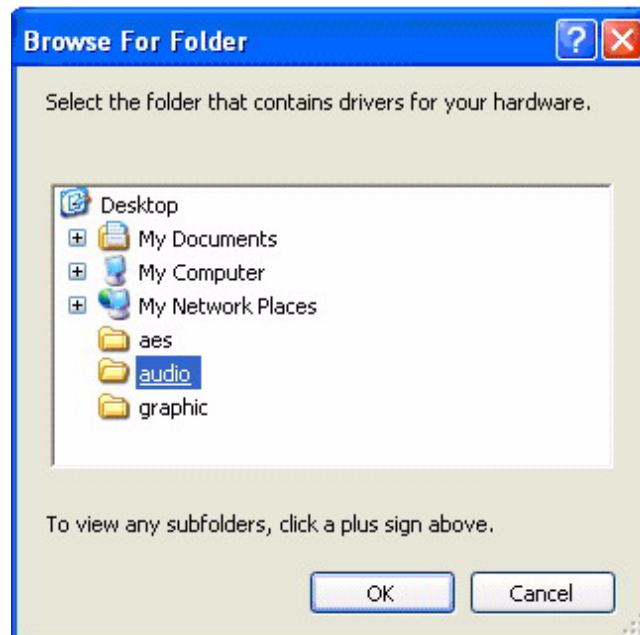 Browse For Folder
Select the folder that contains drivers for your hardware.
Desktop
My Documents
My Computer
My Network Places
aes
audio
graphic
To view any subfolders, click a plus sign above.
OK Cancel